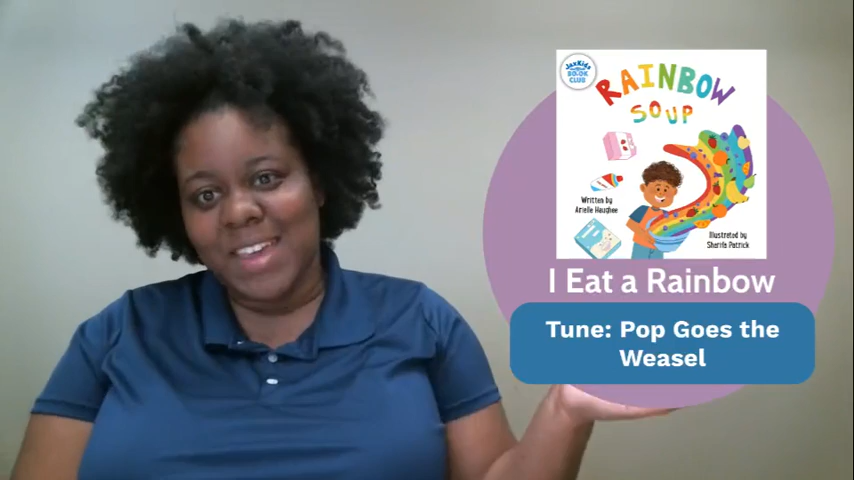 JaxKids
BOOK
CLUB
RAINBOW
SOUP
Written by
Arielle Haughee
Illustrated by
Sherrifa Patrick
I Eat a Rainbow
Tune: Pop Goes the
Weasel